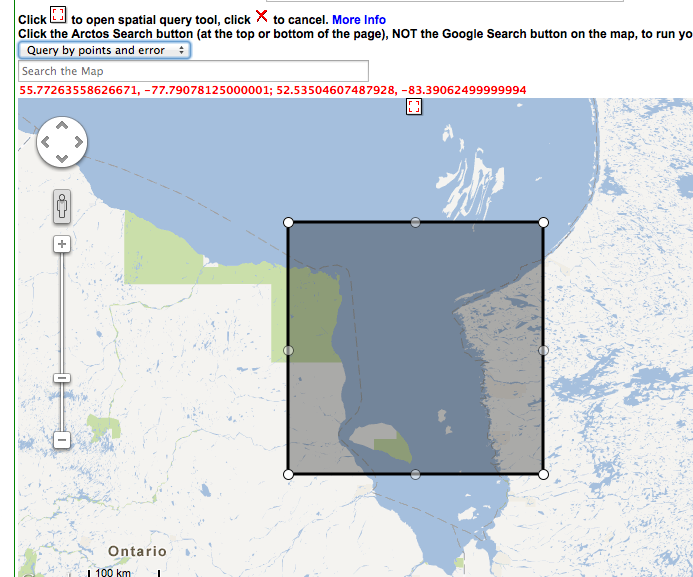 Click to open spatial query tool, click to cancel. More Info
Click the Arctos Search button (at the top or bottom of the page), NOT the Google Search button on the map, to run yo
Query by points and error
Search the Map
55.77263558626671, -77.79078125000001; 52.53504607487928, -83.39062499999994
Ontario
100 km